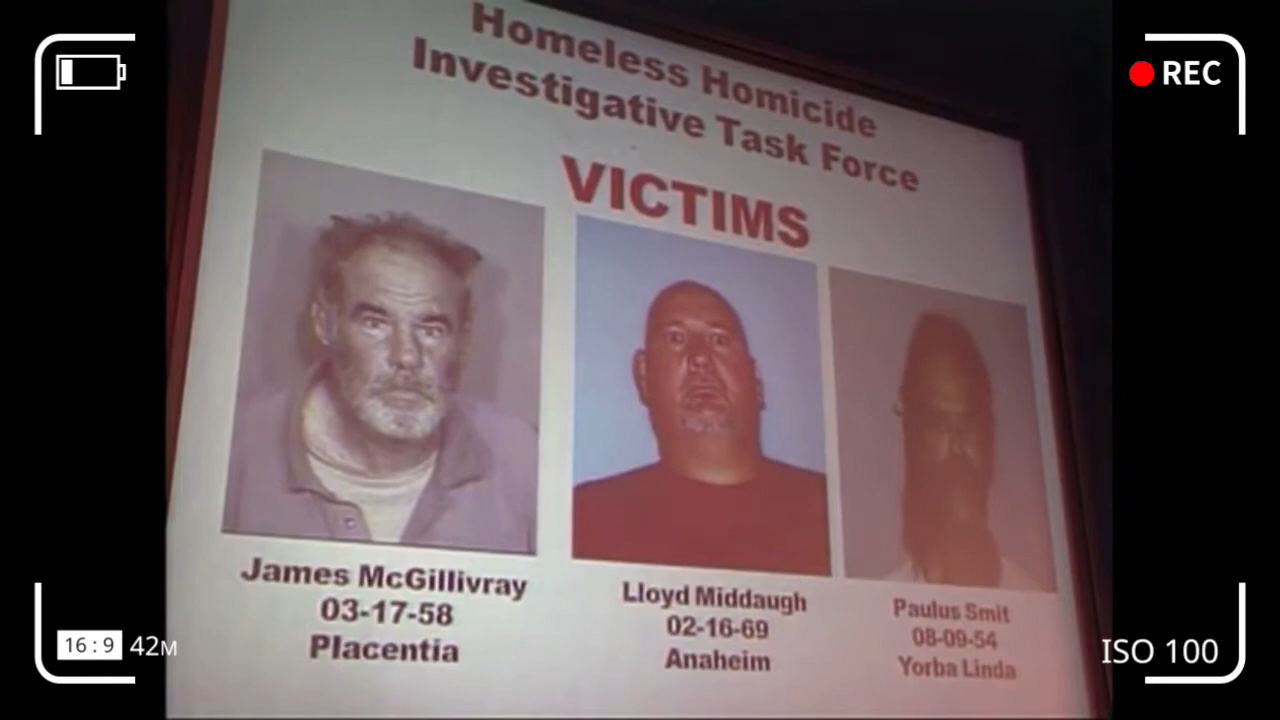 REC
Homeless Homicide
Investigative Task Force
VICTIMS
James McGillivray
03-17-58
Placentia
Lloyd Middaugh
02-16-69
Anaheim
Paulus Smit
08-09-54
Yorba Linda
16:9 42M
ISO 100